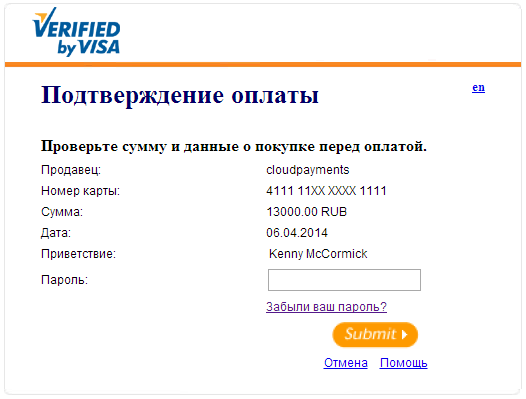 VERIFIED
by VISA
en
Подтверждение оплаты
Проверьте сумму и данные о покупке перед оплатой.
Продавец: cloudpayments
Номер карты: 4111 11XX XXXX 1111
Сумма: 13000.00 RUB
Дата: 06.04.2014
Приветствие: Kenny McCormick
Пароль:
Забыли ваш пароль?
Submit
Отмена Помощь